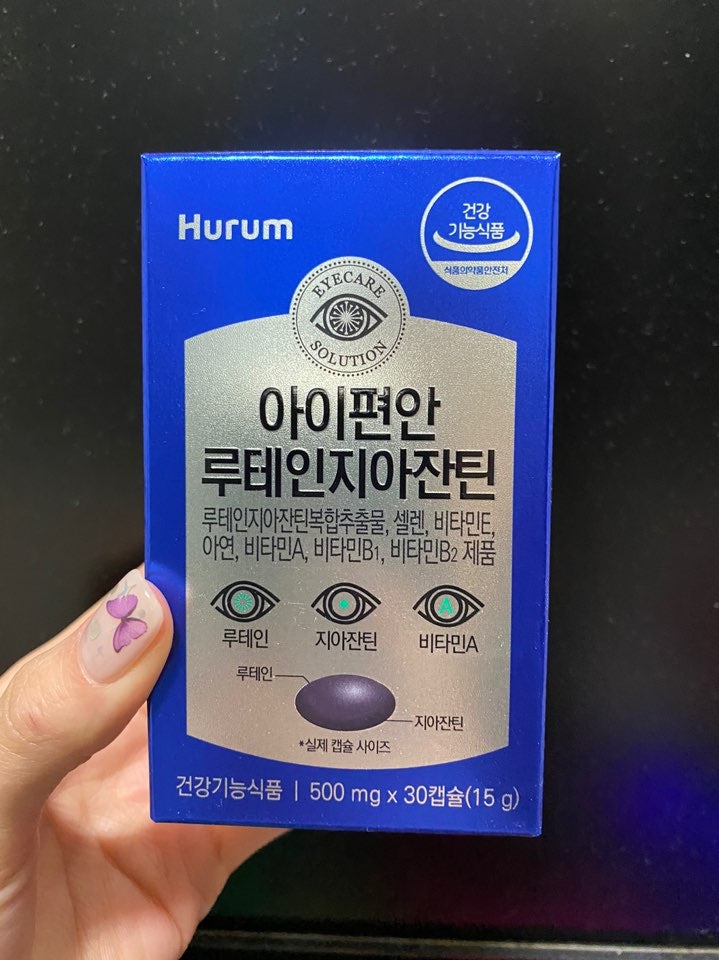 Hurum
건강
기능식품
식품의약품안전처
EYECARE
SOLUTION
아이편안
루테인지아잔틴
루테인지아잔틴복합추출물, 셀렌, 비타민E,
아연, 비타민A, 비타민B1, 비타민B2 제품
A
루테인 지아잔틴 비타민A
루테인
지아잔틴
*실제 캡슐 사이즈
건강기능식품 | 500 mg x 30캡슐(15 g)